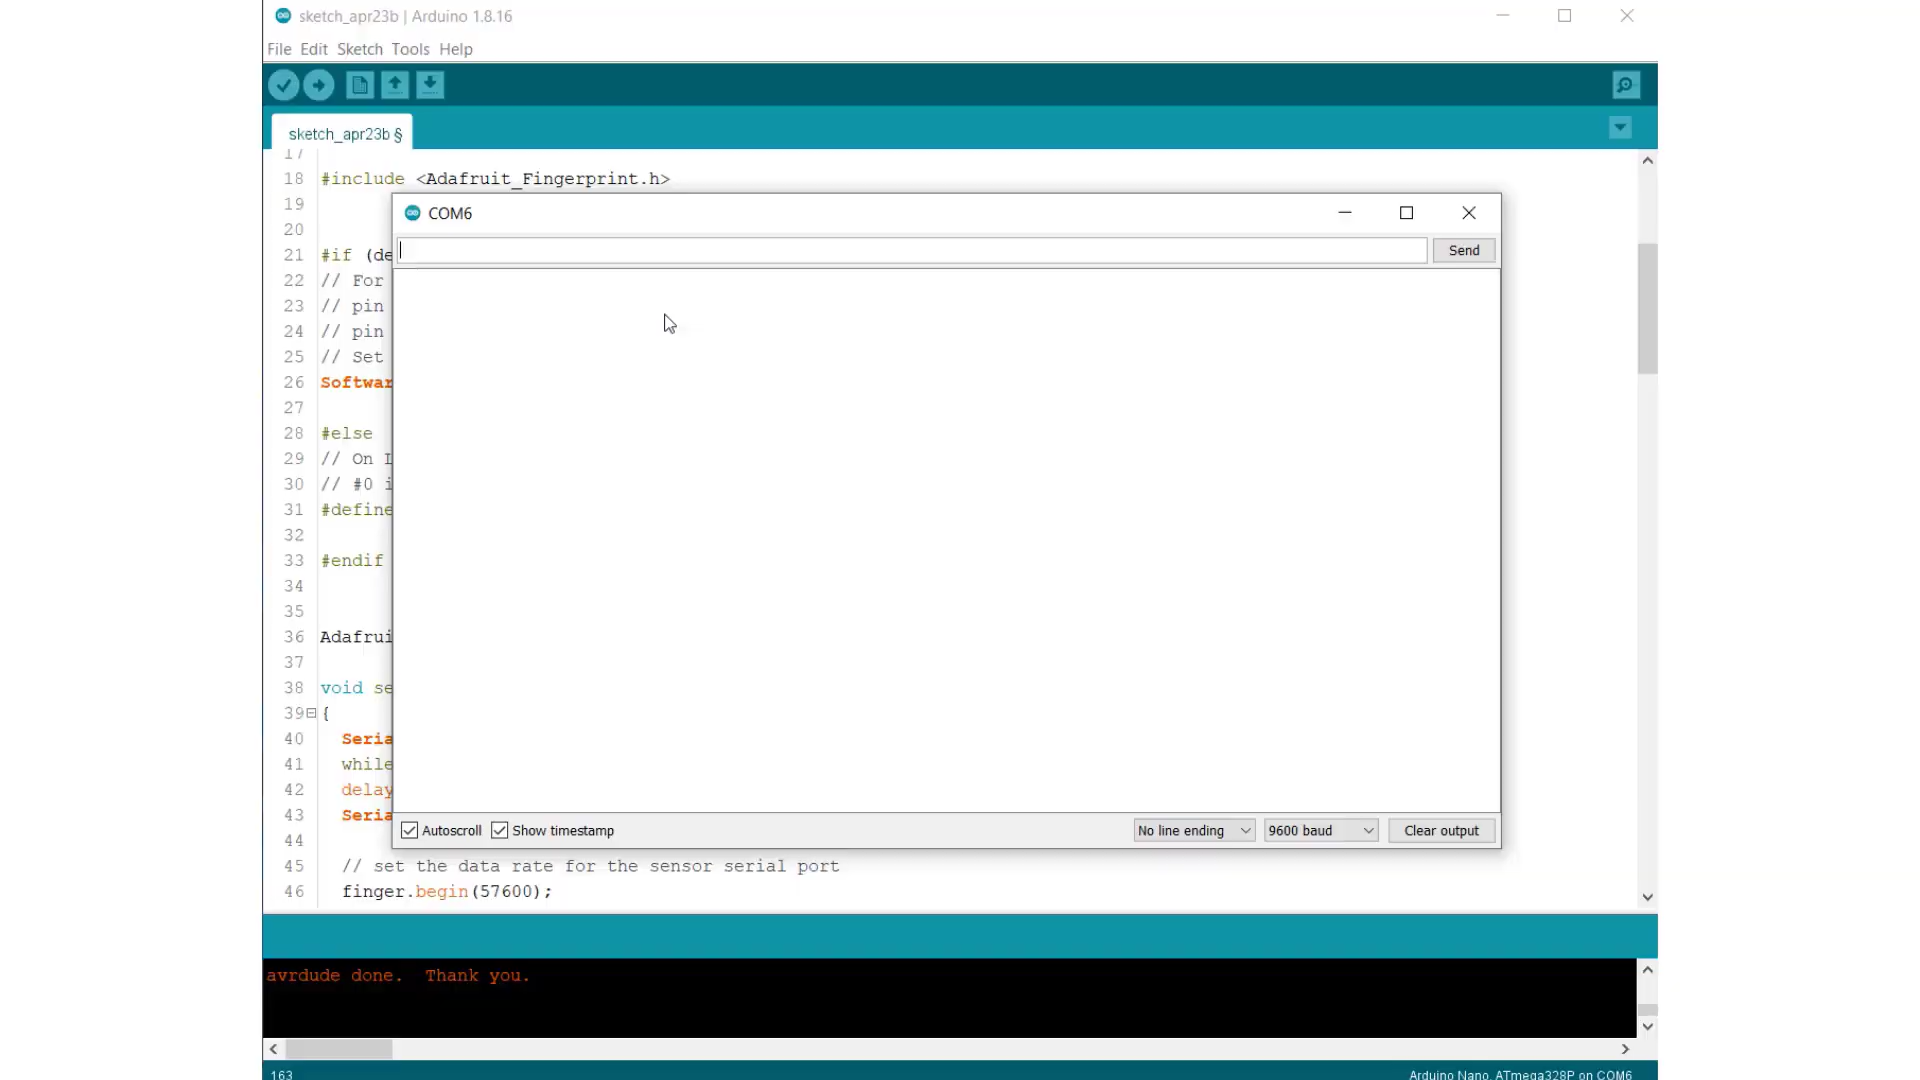 sketch_apr23b | Arduino 1.8.16
File Edit Sketch Tools Help
sketch_apr23b §
17
18 #include <Adafruit_Fingerprint.h>
19
COM6
20
Send
21 #if (de
22 // For
23 // pin
24 // pin
25 // Set
26 Softwar
27
28 #else
29 // On L
30 // #0 i
31 #define
32
33 #endif
34
35
36 Adafrui
37
38 void se
39 {
40 Seria
41 while
42 delay
43 Seria
Autoscroll Show timestamp No line ending 9600 baud Clear output
44
45 // set the data rate for the sensor serial port
46 finger.begin(57600);
avrdude done. Thank you.
163 Arduino Nano, ATmega328P on COM6